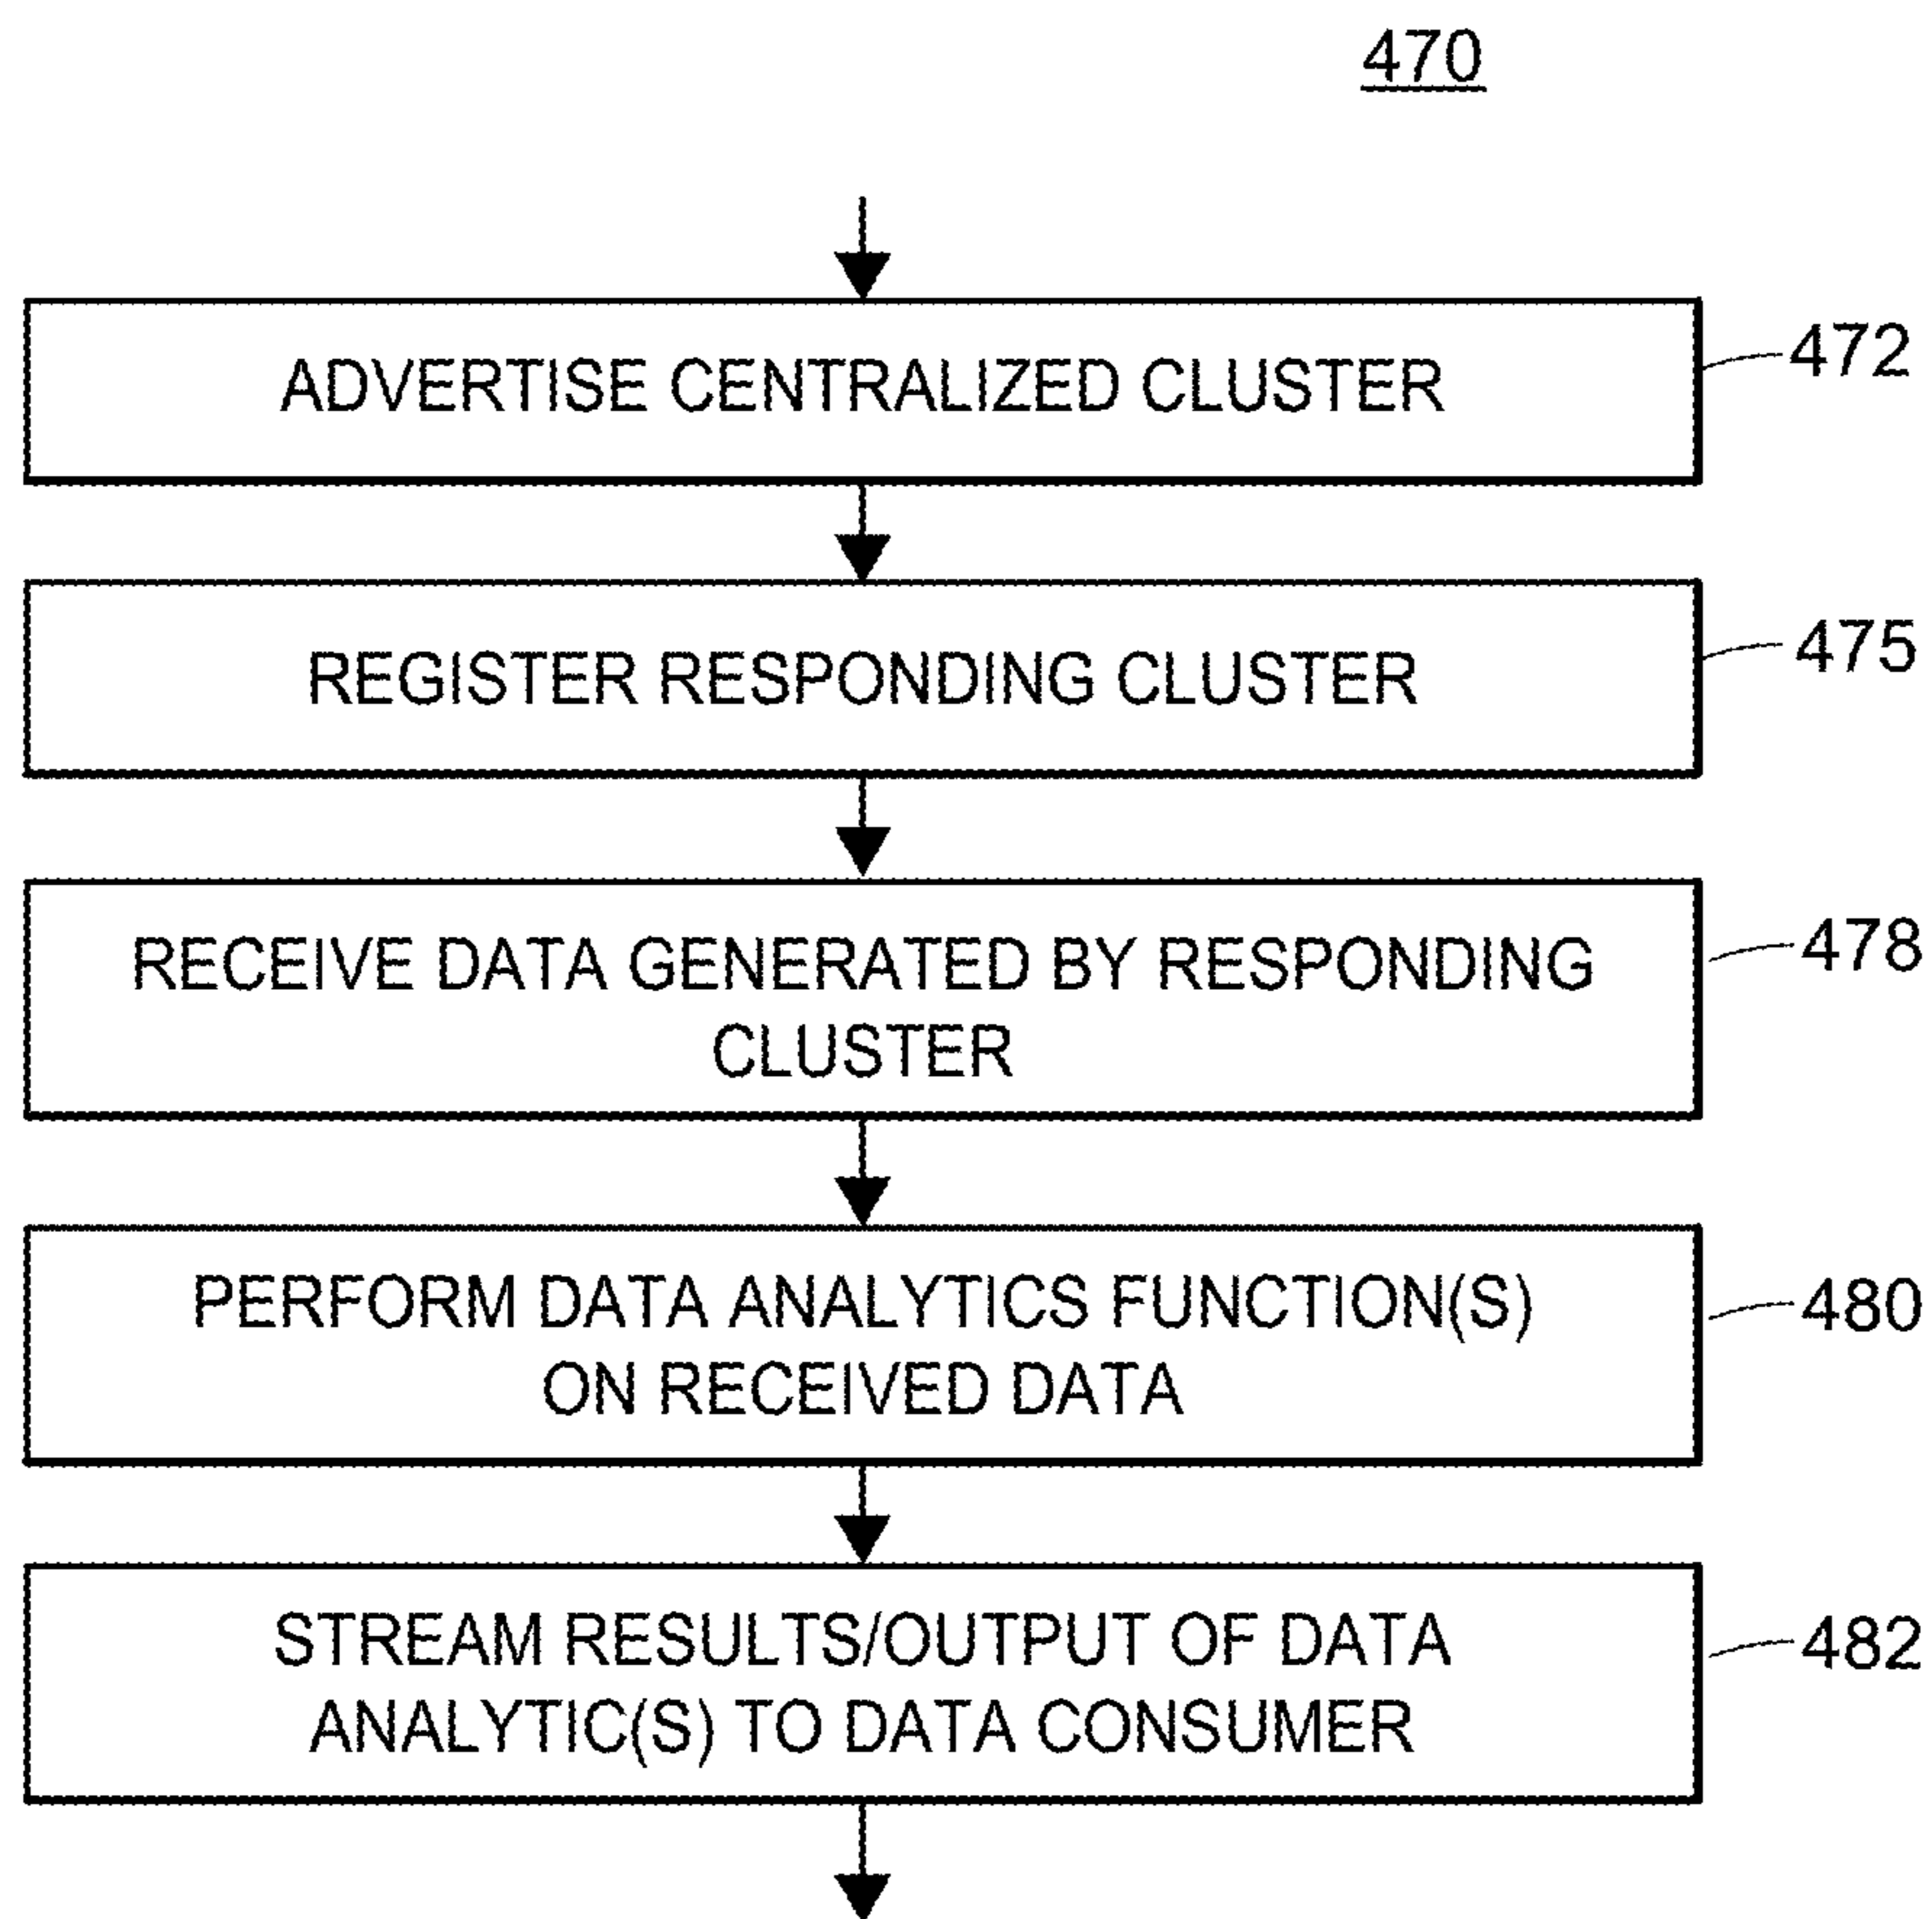 470
ADVERTISE CENTRALIZED CLUSTER
472
REGISTER RESPONDING CLUSTER
475
RECEIVE DATA GENERATED BY RESPONDING
CLUSTER
478
PERFORM DATA ANALYTICS FUNCTION(S)
ON RECEIVED DATA
480
STREAM RESULTS/OUTPUT OF DATA
ANALYTIC(S) TO DATA CONSUMER
482